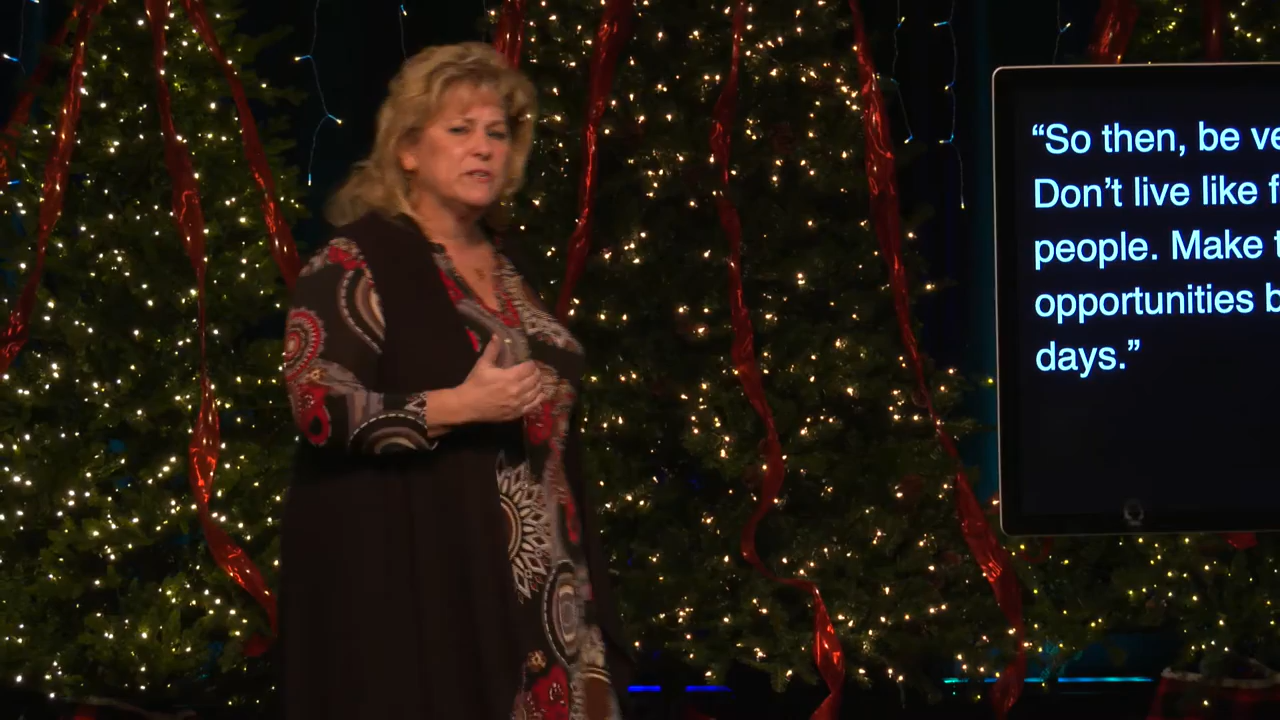 “So then, be ve
Don’t live like f
people. Make t
opportunities b
days.”